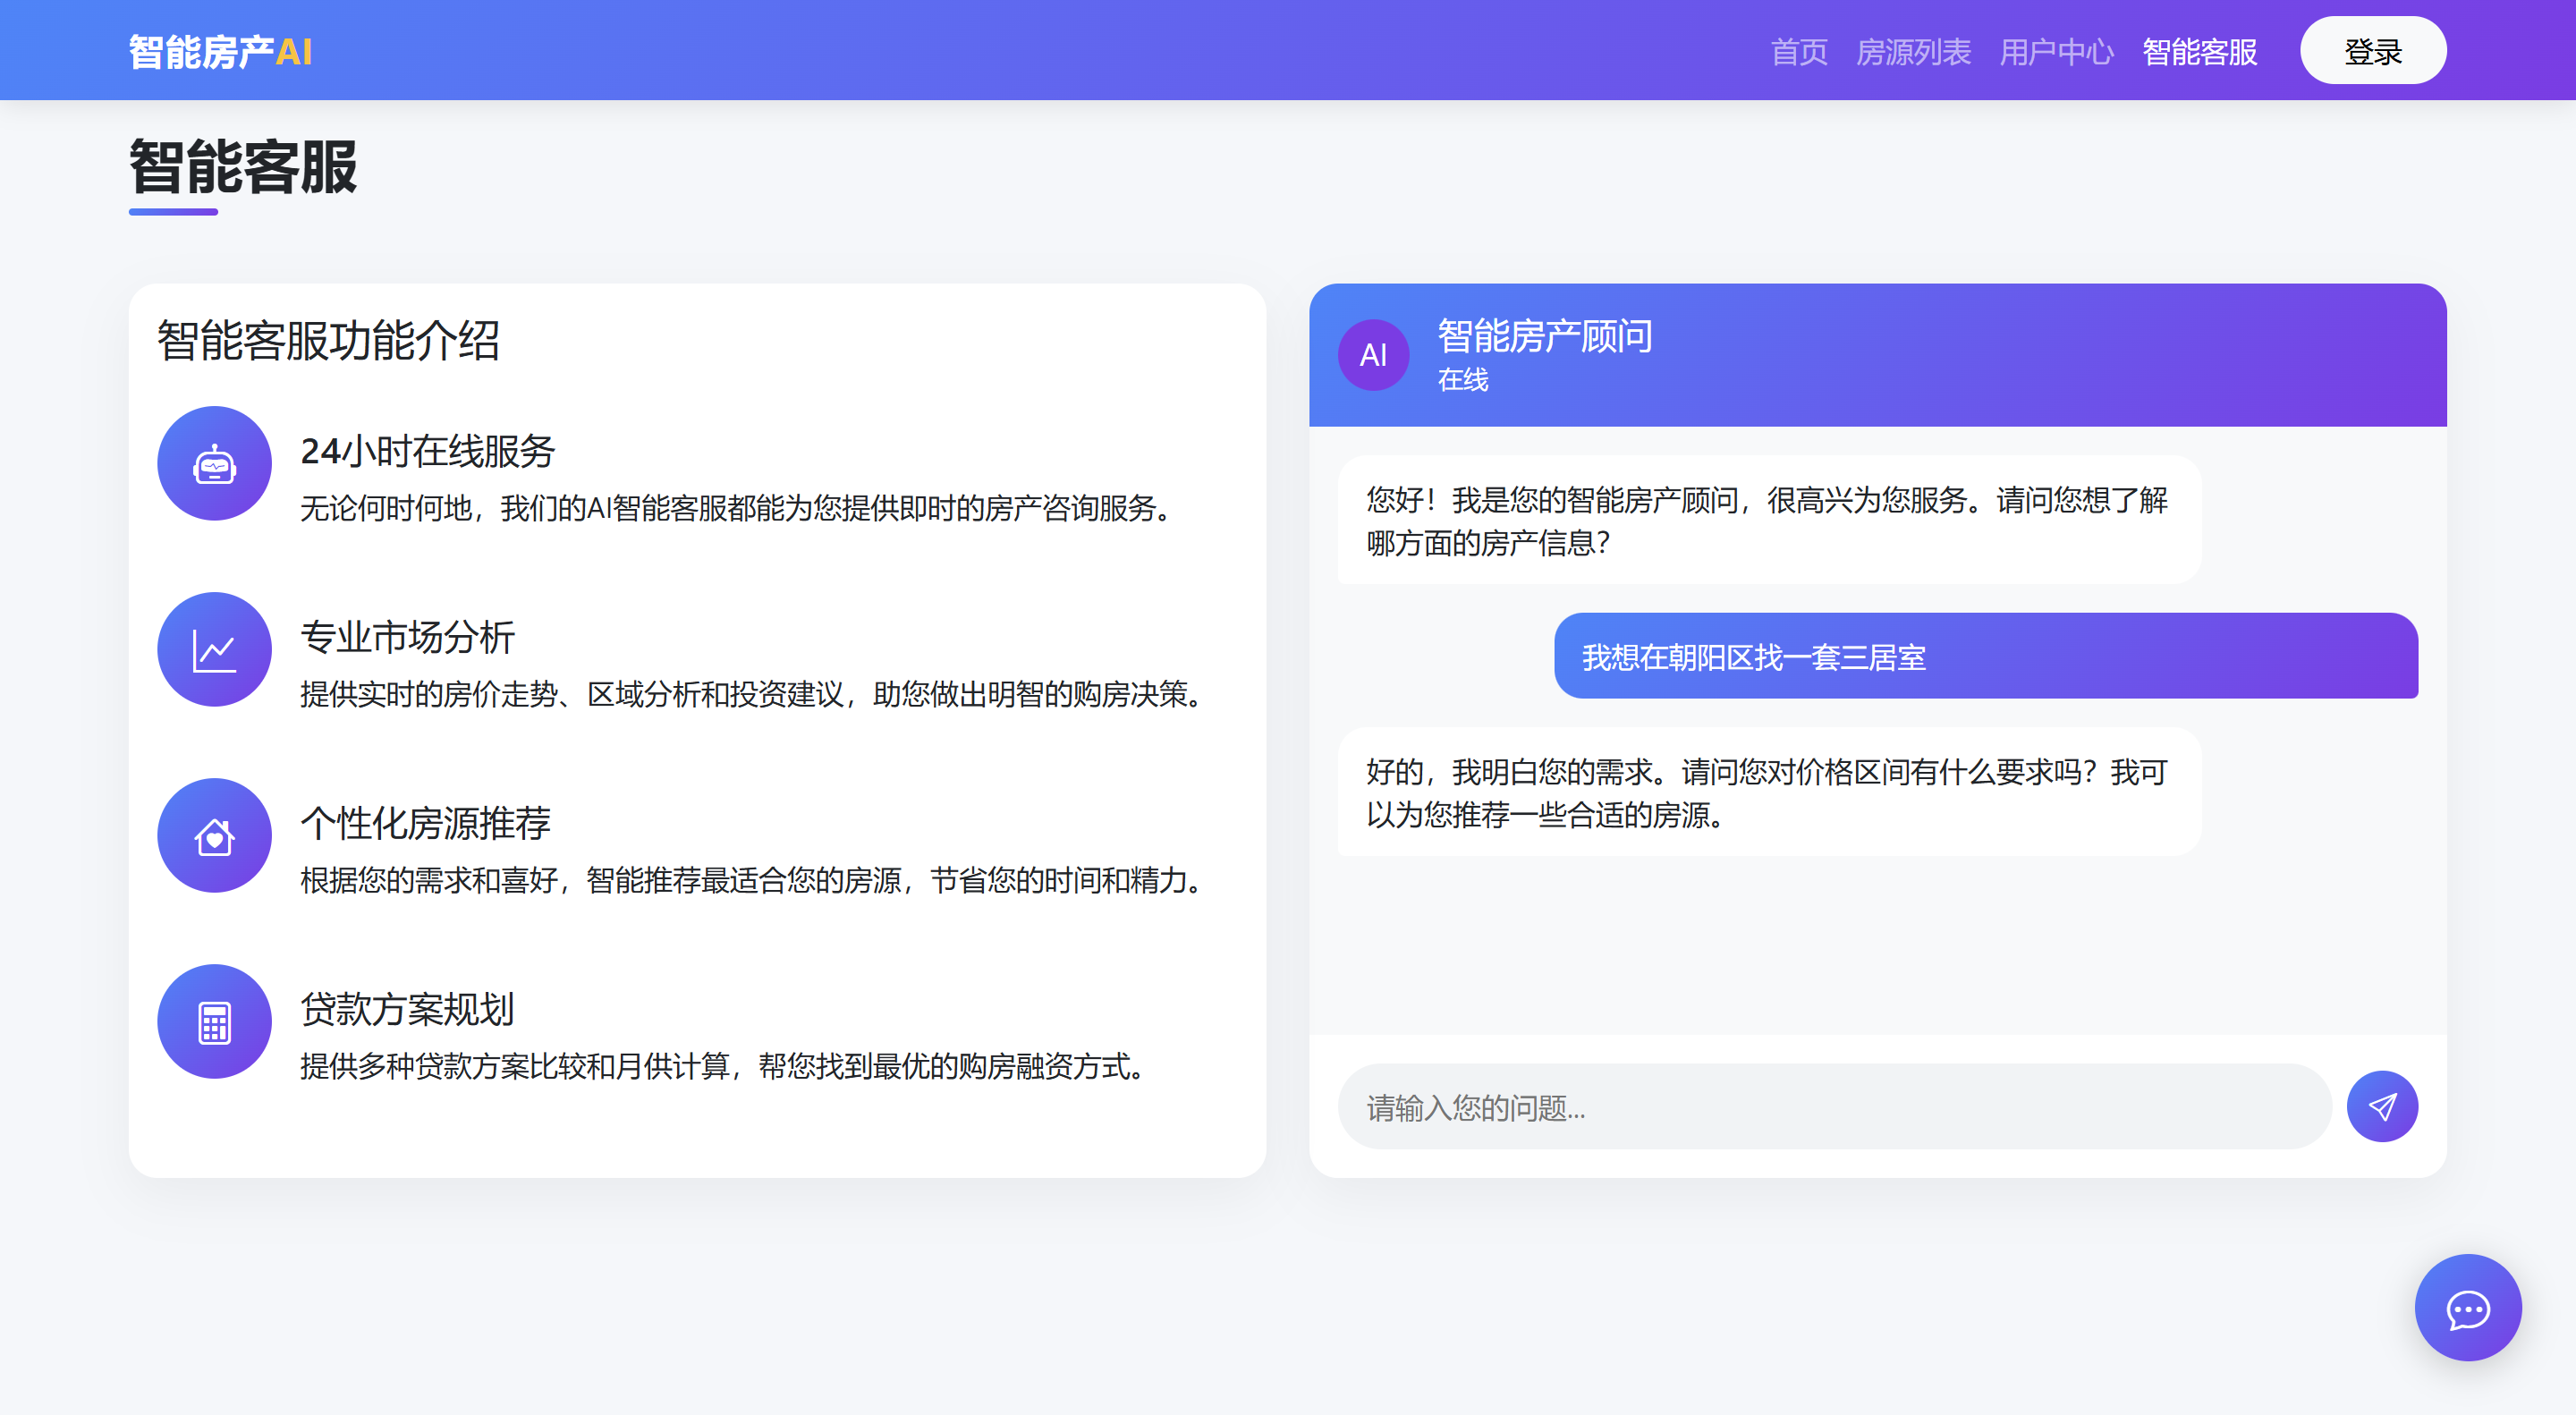 智能房产AI
首页 房源列表 用户中心 智能客服 登录
智能客服
智能客服功能介绍
24小时在线服务
无论何时何地，我们的AI智能客服都能为您提供即时的房产咨询服务。
专业市场分析
提供实时的房价走势、区域分析和投资建议，助您做出明智的购房决策。
个性化房源推荐
根据您的需求和喜好，智能推荐最适合您的房源，节省您的时间和精力。
贷款方案规划
提供多种贷款方案比较和月供计算，帮您找到最优的购房融资方式。
AI
智能房产顾问
在线
您好！我是您的智能房产顾问，很高兴为您服务。请问您想了解
哪方面的房产信息？
我想在朝阳区找一套三居室
好的，我明白您的需求。请问您对价格区间有什么要求吗？我可
以为您推荐一些合适的房源。
请输入您的问题...